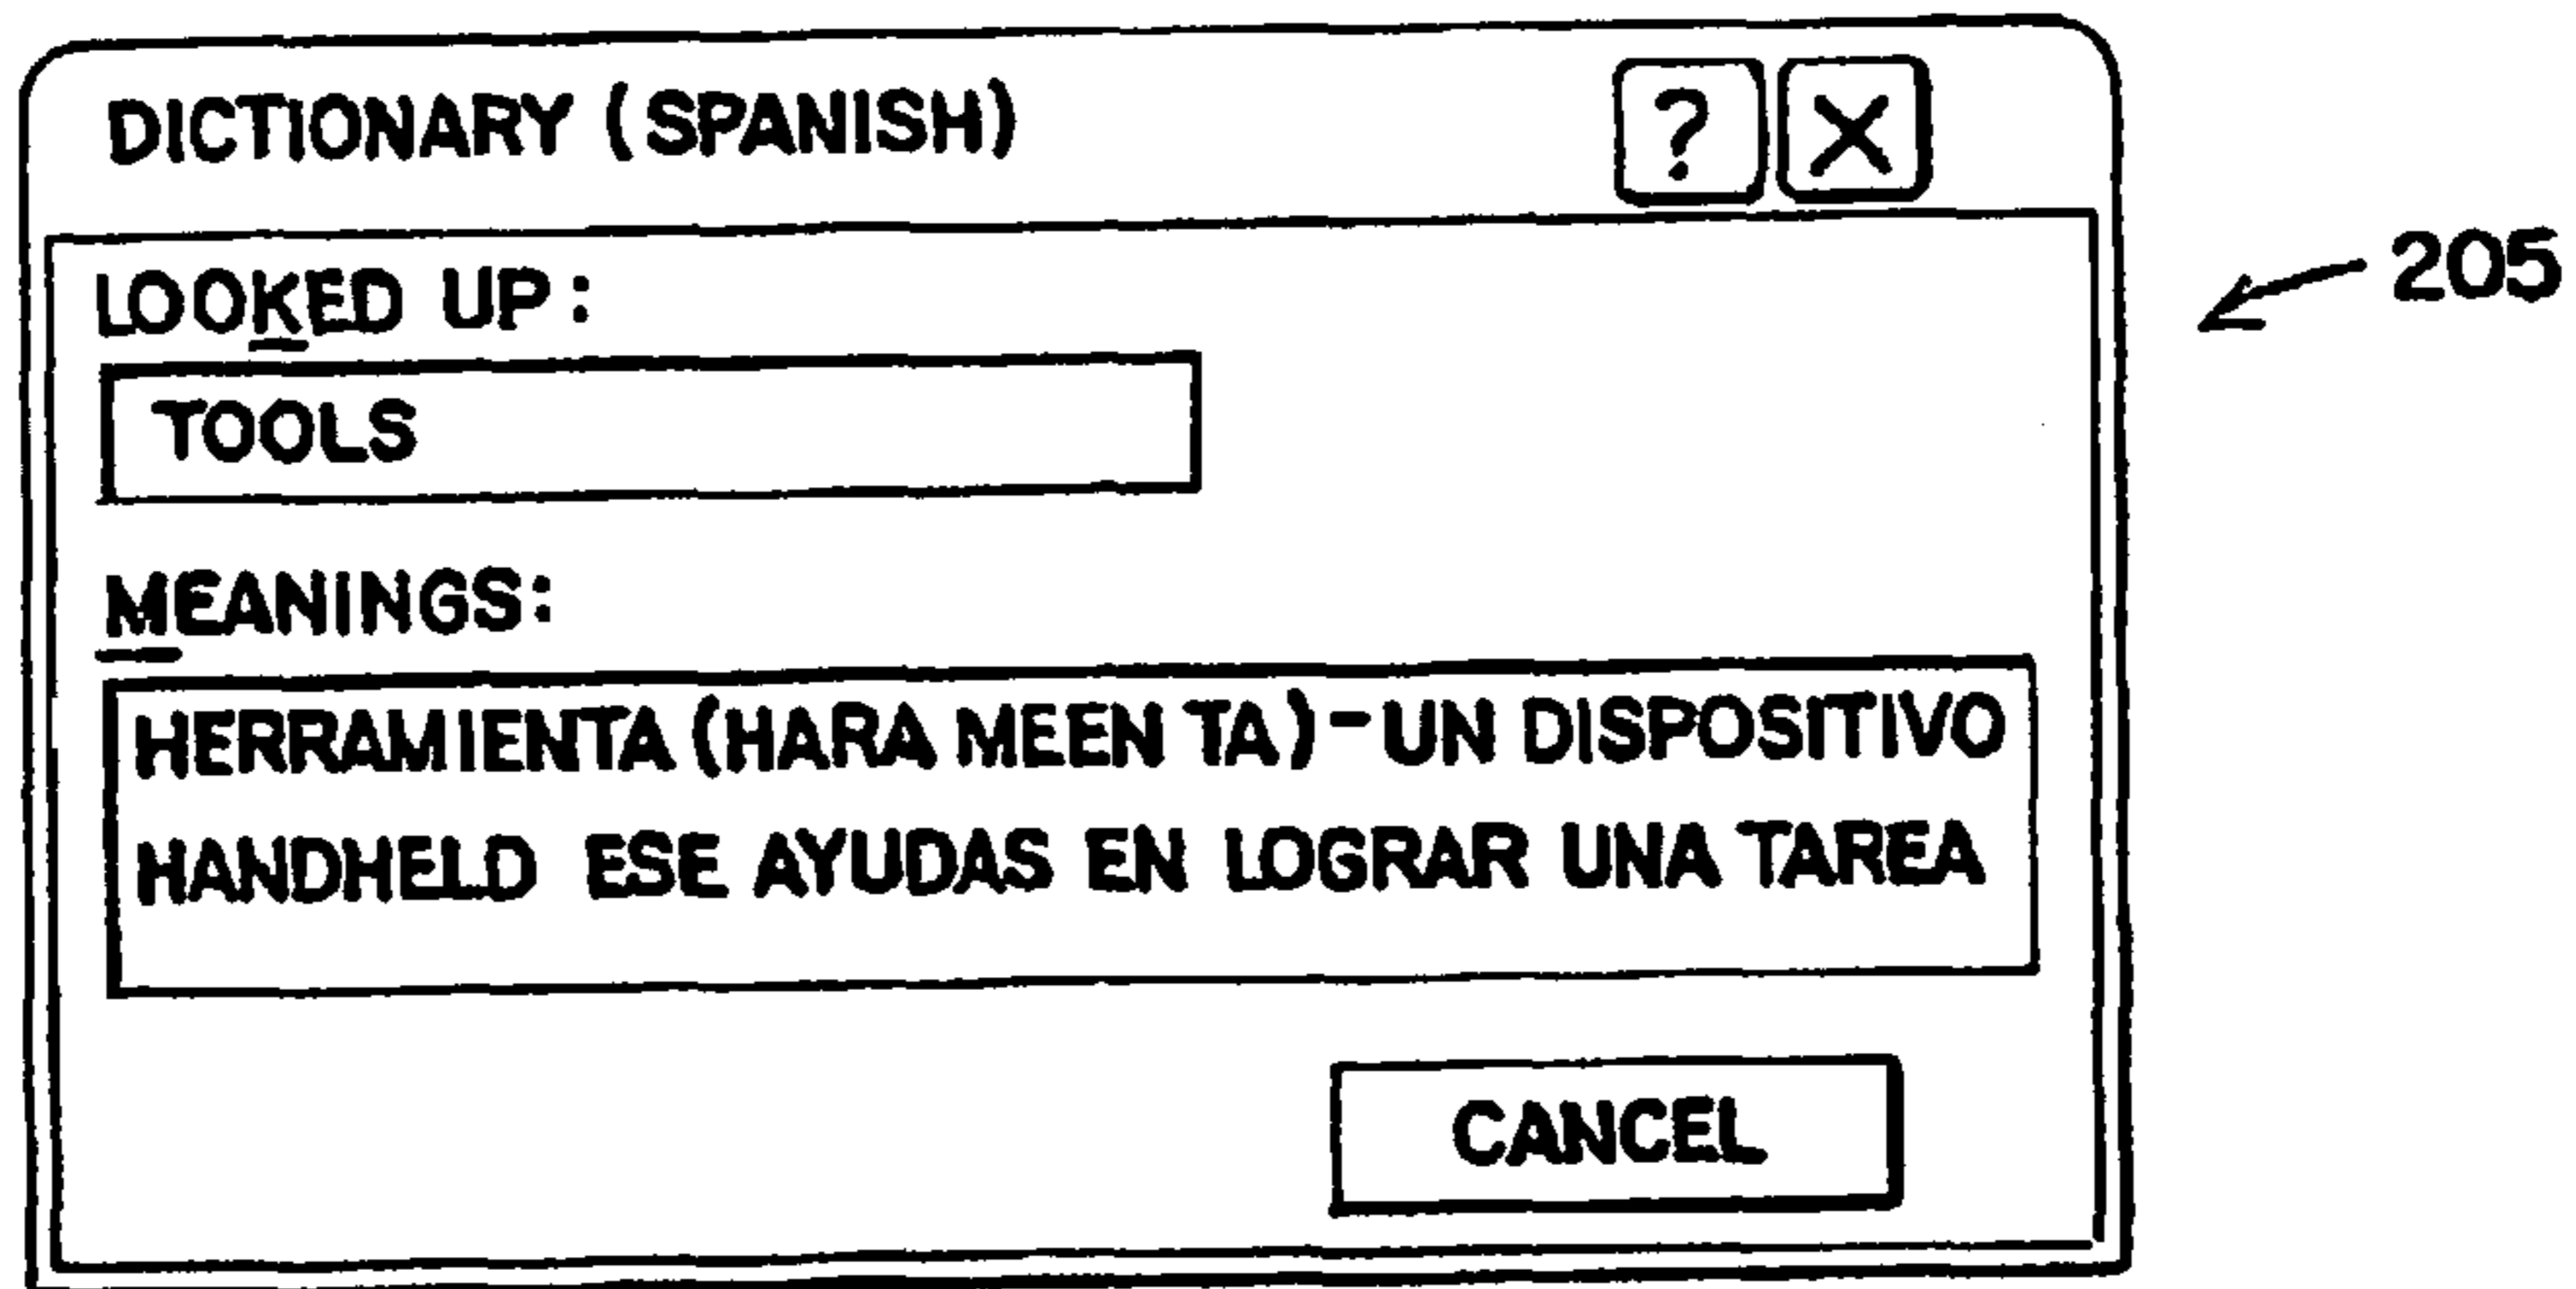 DICTIONARY (SPANISH) ? X
205
LOOKED UP:
TOOLS
MEANINGS:
HERRAMIENTA (HARA MEEN TA) - UN DISPOSITIVO
HANDHELD ESE AYUDAS EN LOGRAR UNA TAREA
CANCEL